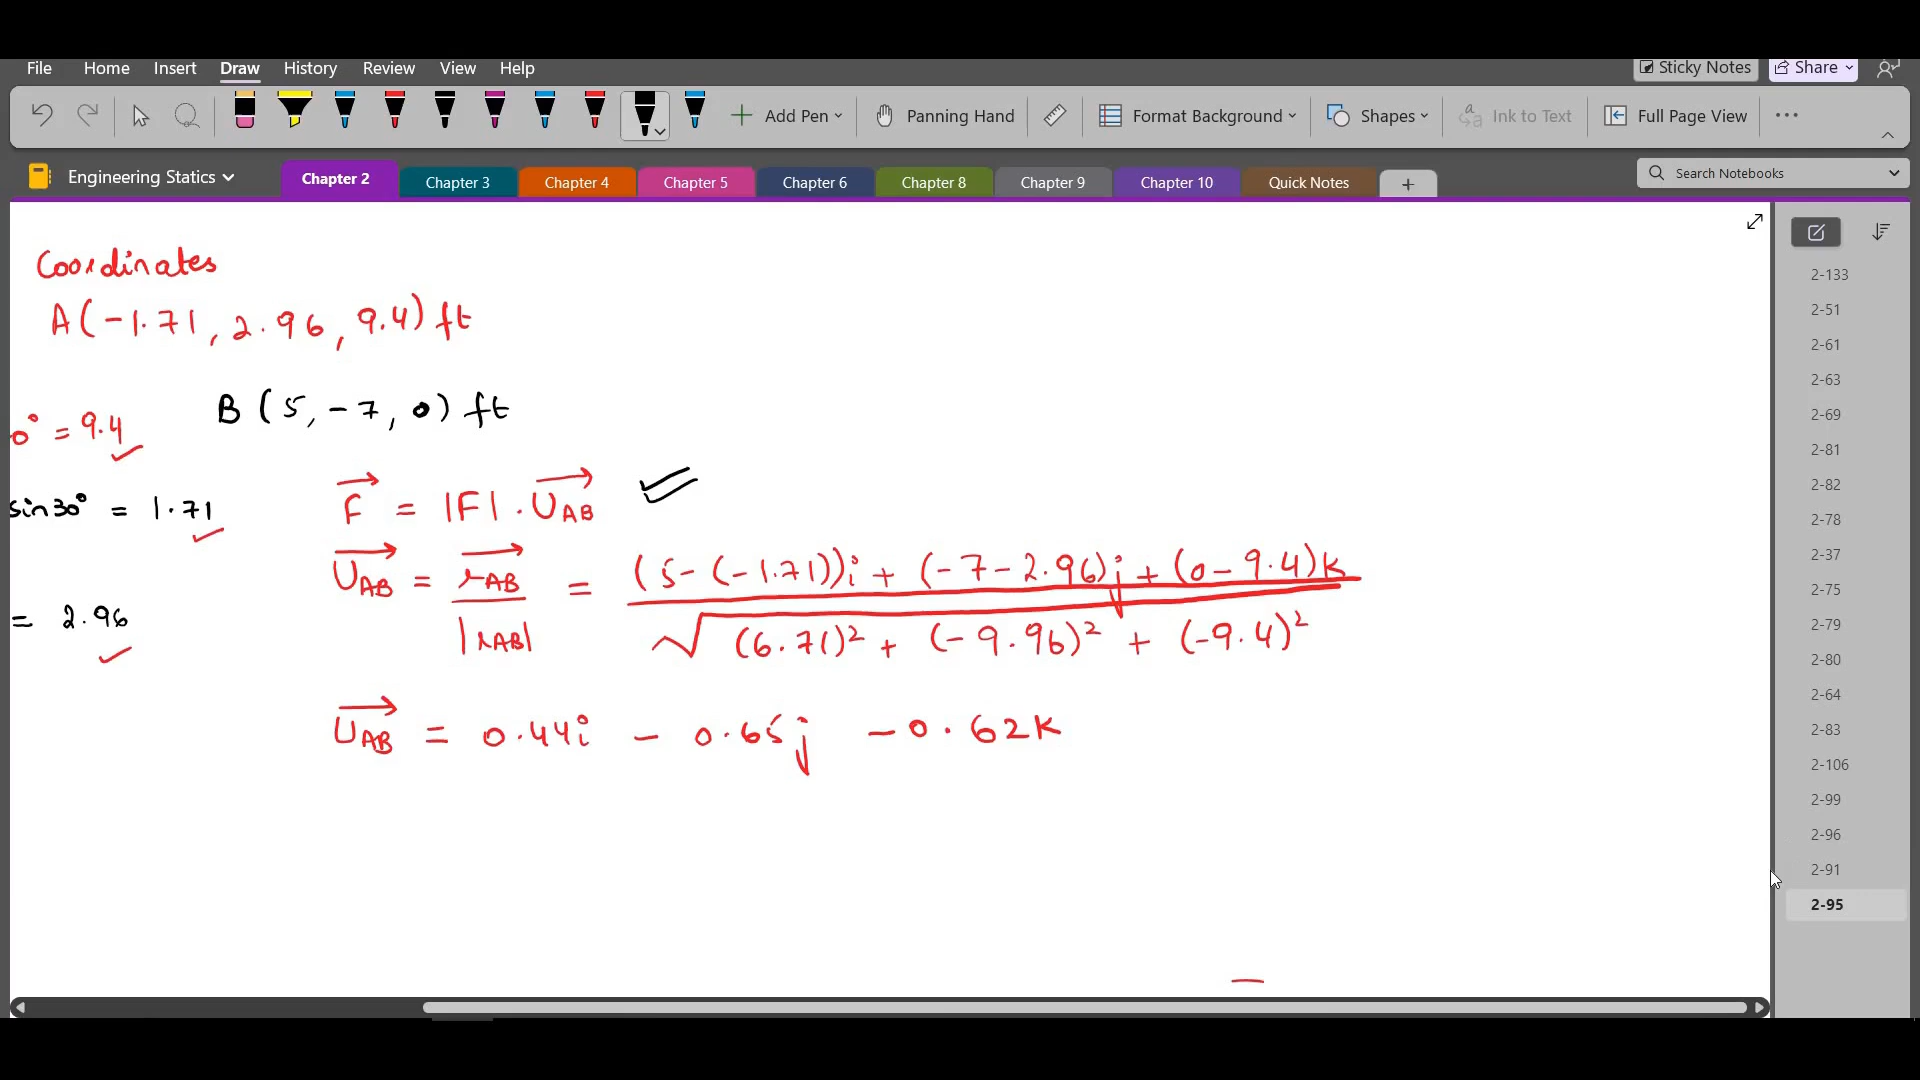 File Home Insert Draw History Review View Help Sticky Notes Share
Add Pen Panning Hand Format Background Shapes Ink to Text Full Page View
Engineering Statics Chapter 2 Chapter 3 Chapter 4 Chapter 5 Chapter 6 Chapter 8 Chapter 9 Chapter 10 Quick Notes + Search Notebooks
Coordinates
A(-1.71, 2.96, 9.4) ft
B (5, -7, 0) ft
0° = 9.4
sin30° = 1.71
= 2.96
F = |F| . UAB
UAB = rAB / |rAB| = (5-(-1.71))i + (-7-2.96)j + (0-9.4)k / √ (6.71)² + (-9.96)² + (-9.4)²
UAB = 0.44i - 0.65j - 0.62k
2-133
2-51
2-61
2-63
2-69
2-81
2-82
2-78
2-37
2-75
2-79
2-80
2-64
2-83
2-106
2-99
2-96
2-91
2-95